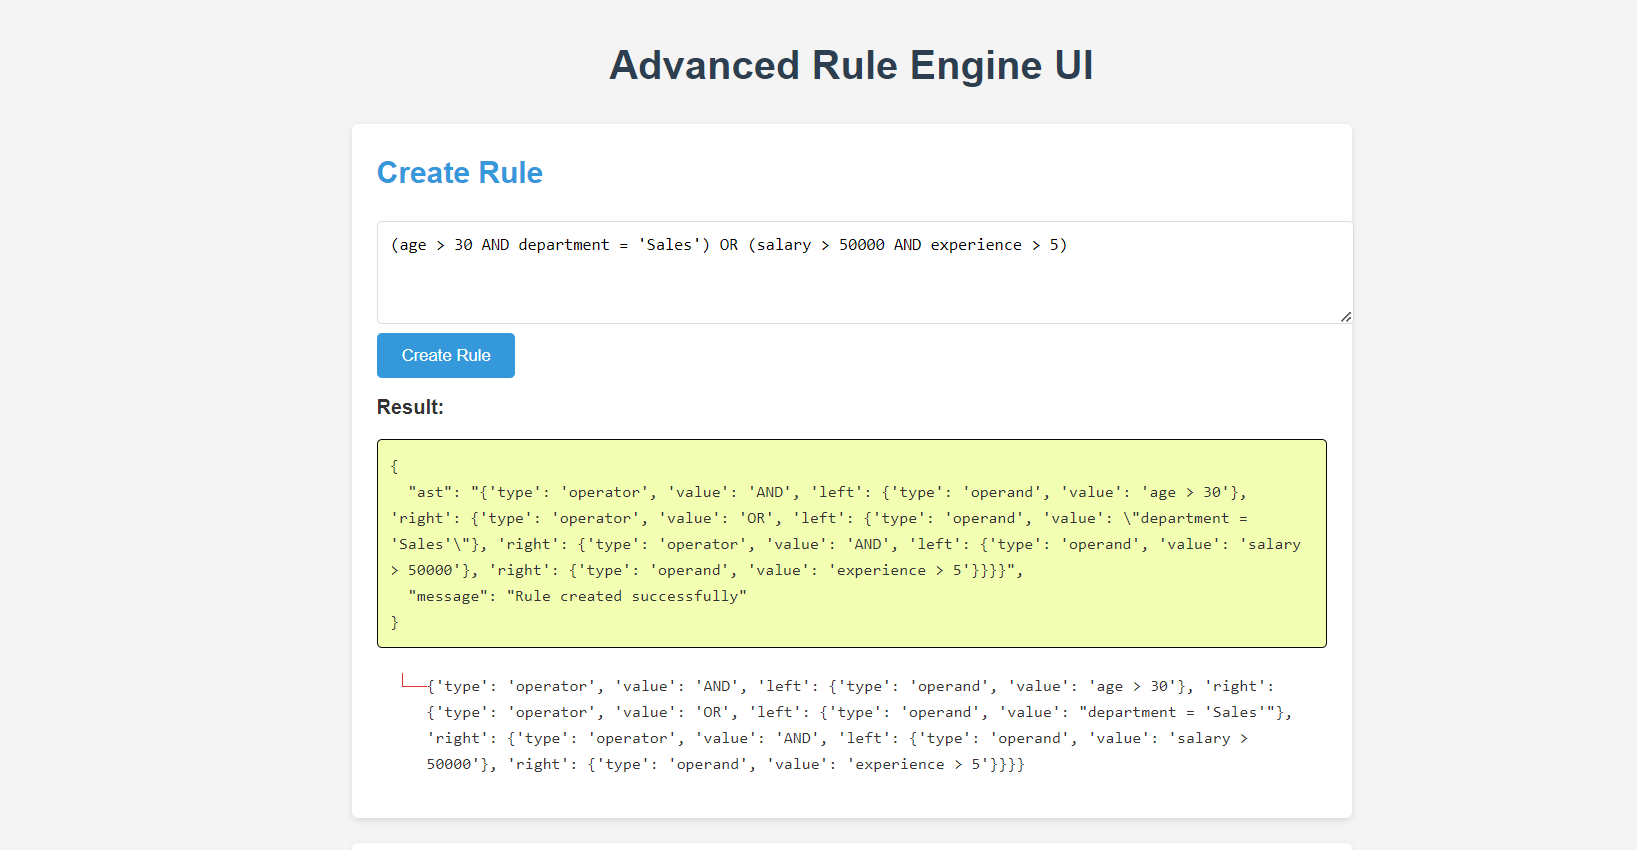 Advanced Rule Engine UI
Create Rule
(age > 30 AND department = 'Sales') OR (salary > 50000 AND experience > 5)
Create Rule
Result:
{
  "ast": "{'type': 'operator', 'value': 'AND', 'left': {'type': 'operand', 'value': 'age > 30'},
'right': {'type': 'operator', 'value': 'OR', 'left': {'type': 'operand', 'value': \"department =
'Sales'\"}, 'right': {'type': 'operator', 'value': 'AND', 'left': {'type': 'operand', 'value': 'salary
> 50000'}, 'right': {'type': 'operand', 'value': 'experience > 5'}}}}",
  "message": "Rule created successfully"
}
{'type': 'operator', 'value': 'AND', 'left': {'type': 'operand', 'value': 'age > 30'}, 'right':
{'type': 'operator', 'value': 'OR', 'left': {'type': 'operand', 'value': "department = 'Sales'"},
'right': {'type': 'operator', 'value': 'AND', 'left': {'type': 'operand', 'value': 'salary >
50000'}, 'right': {'type': 'operand', 'value': 'experience > 5'}}}}